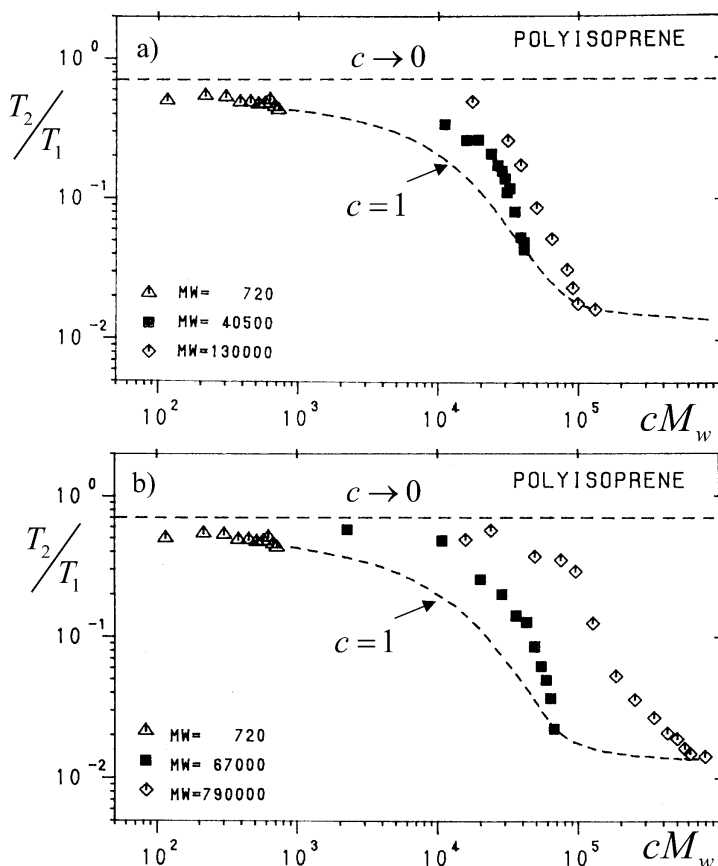 a)
POLYISOPRENE
c → 0
10^0
T_2/T_1
10^-1
c = 1
MW= 720
MW= 40500
MW=130000
10^-2
10^2
10^3
10^4
10^5
cM_w
b)
POLYISOPRENE
c → 0
10^0
T_2/T_1
10^-1
c = 1
MW= 720
MW= 67000
MW=790000
10^-2
10^2
10^3
10^4
10^5
cM_w